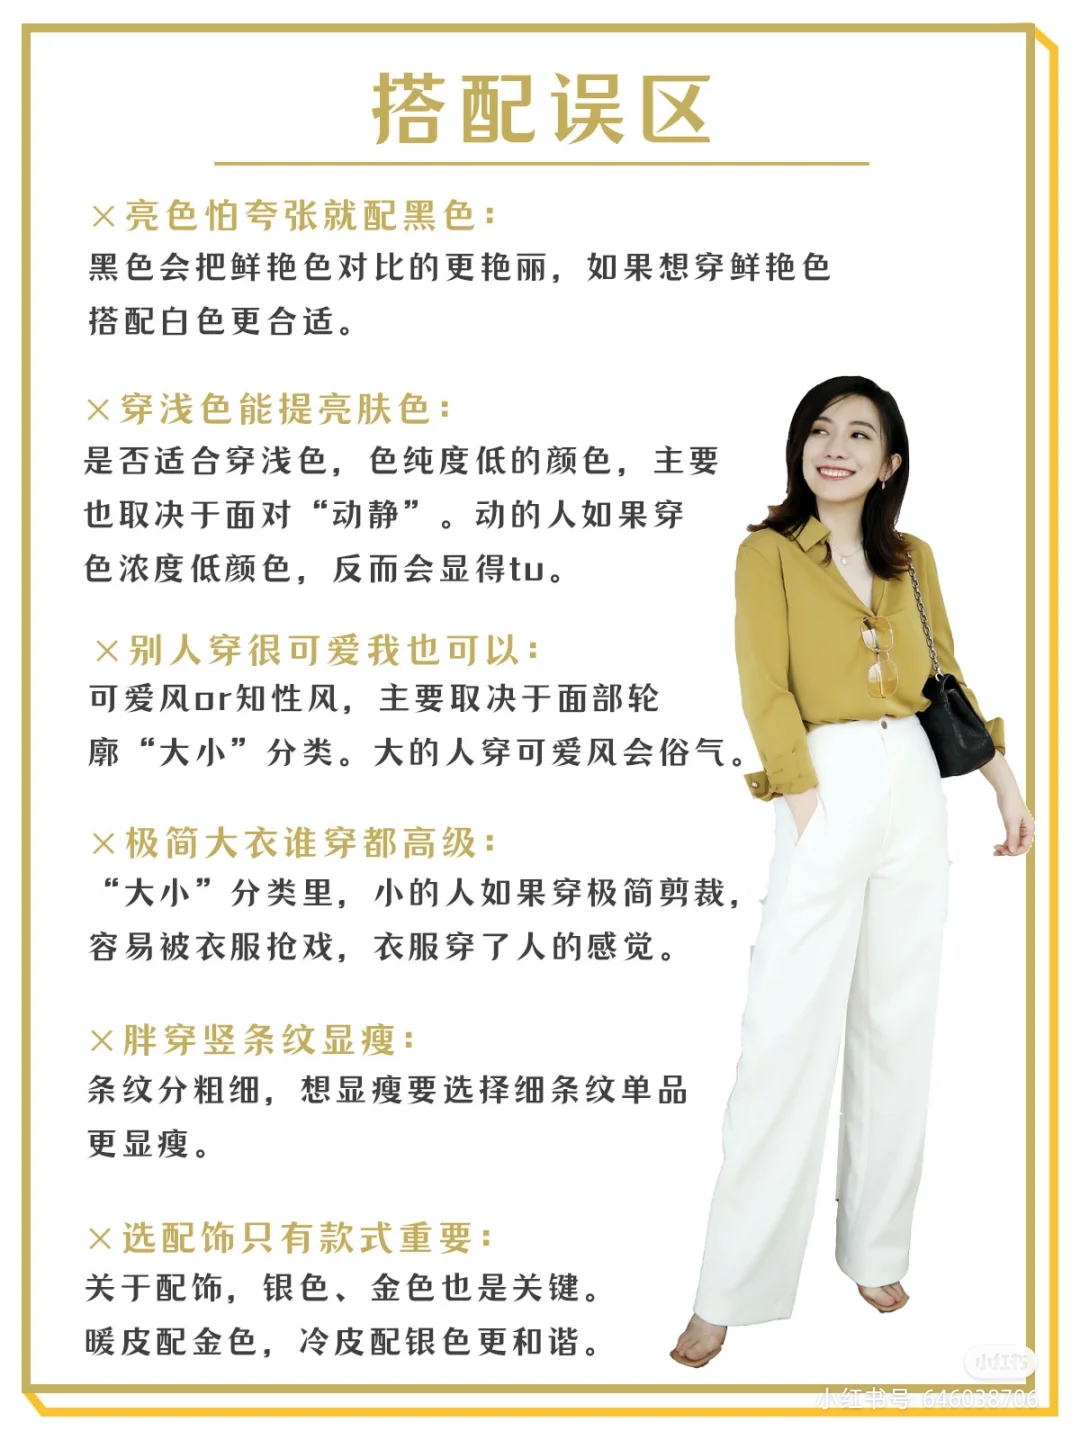 搭配误区
×亮色怕夸张就配黑色：
黑色会把鲜艳色对比的更艳丽，如果想穿鲜艳色
搭配白色更合适。
×穿浅色能提亮肤色：
是否适合穿浅色，色纯度低的颜色，主要
也取决于面对“动静”。动的人如果穿
色浓度低颜色，反而会显得tu。
×别人穿很可爱我也可以：
可爱风or知性风，主要取决于面部轮
廓“大小”分类。大的人穿可爱风会俗气。
×极简大衣谁穿都高级：
“大小”分类里，小的人如果穿极简剪裁，
容易被衣服抢戏，衣服穿了人的感觉。
×胖穿竖条纹显瘦：
条纹分粗细，想显瘦要选择细条纹单品
更显瘦。
×选配饰只有款式重要：
关于配饰，银色、金色也是关键。
暖皮配金色，冷皮配银色更和谐。
小红书
小红书号 646038706